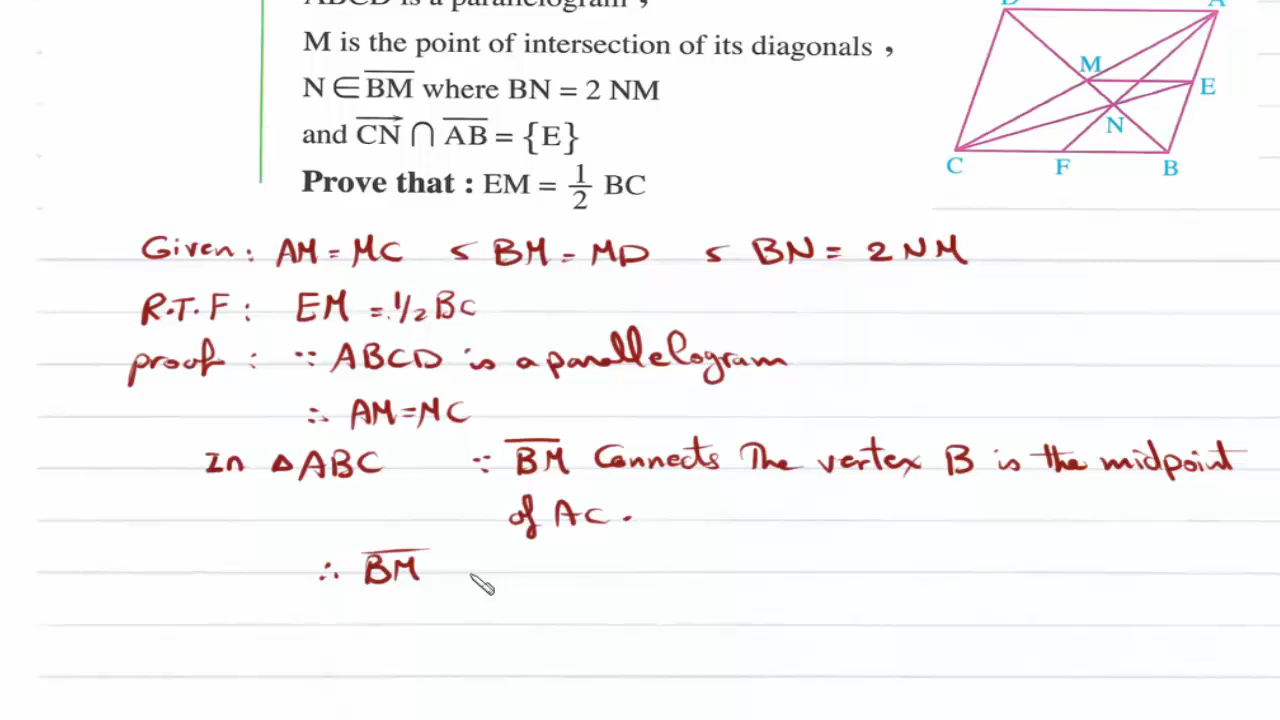 ABCD is a parallelogram ,
M is the point of intersection of its diagonals ,
N ∈ BM where BN = 2 NM
and CN ∩ AB = {E}
Prove that : EM = 1/2 BC
D A
M
E
N
C F B
Given : AM = MC , BM = MD , BN = 2 NM
R.T.F : EM = 1/2 BC
proof : ∵ ABCD is a parallelogram
∴ AM = MC
In △ ABC ∵ BM Connects The vertex B is the midpoint
of AC .
∴ BM